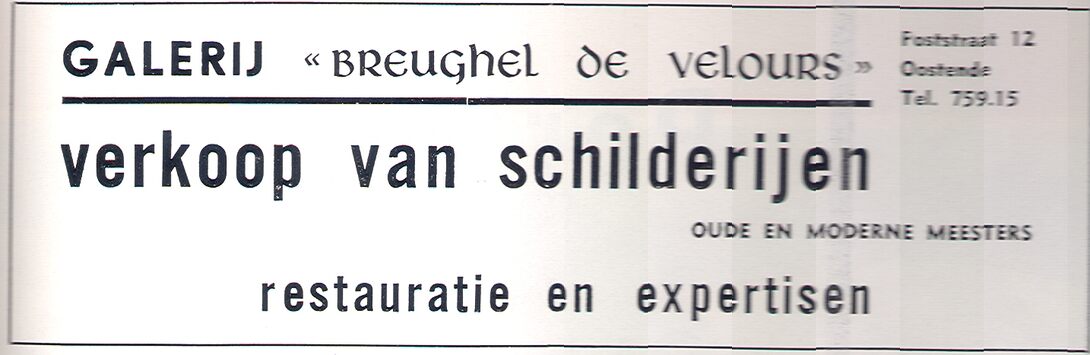 GALERIJ « BREUGHEL DE VELOURS »
Poststraat 12
Oostende
Tel. 759.15
verkoop van schilderijen
OUDE EN MODERNE MEESTERS
restauratie en expertisen